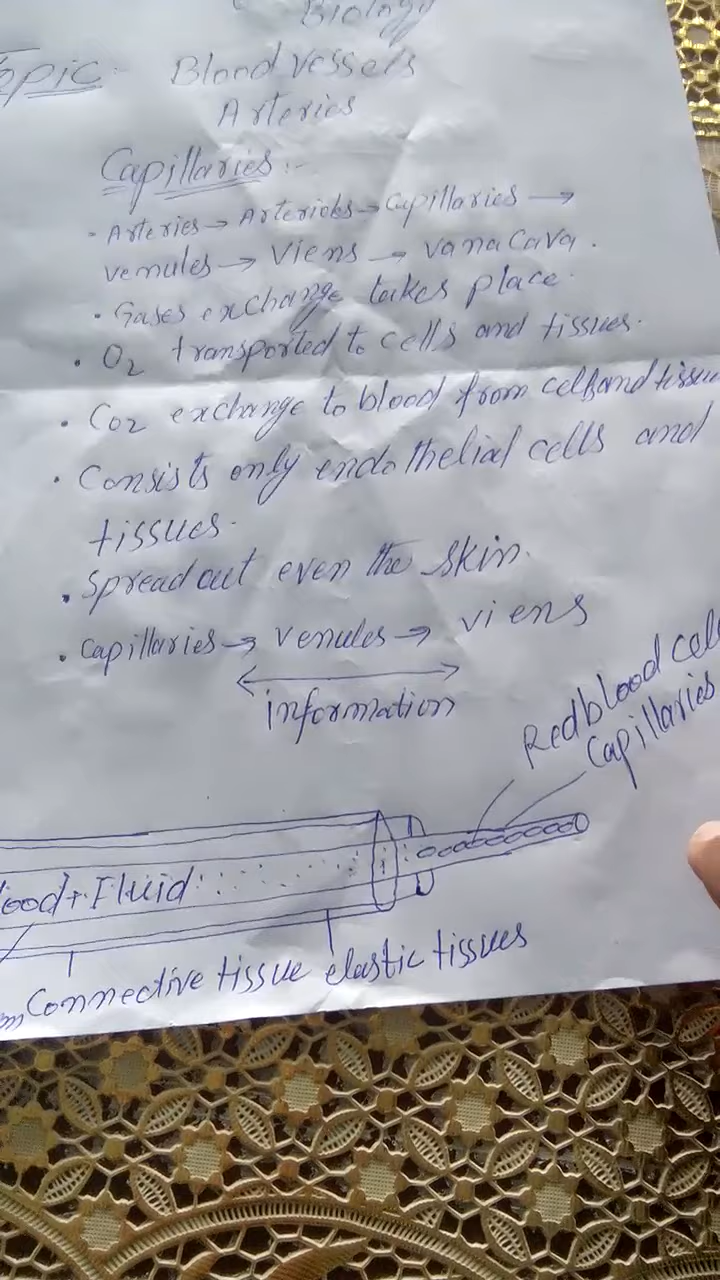 Biology
Topic:- Blood vessels
Arteries
Capillaries:-
- Arteries → Arterioles → Capillaries →
venules → viens → vana cava.
• Gases exchange takes place.
• O2 transported to cells and tissues.
• Co2 exchange to blood from cells and tissu
• Consists only endothelial cells and
tissues.
• Spread out even the skin.
• Capillaries → venules → viens
information
Red blood cel
Capillaries
lood + Fluid
Connective tissue elastic tissues